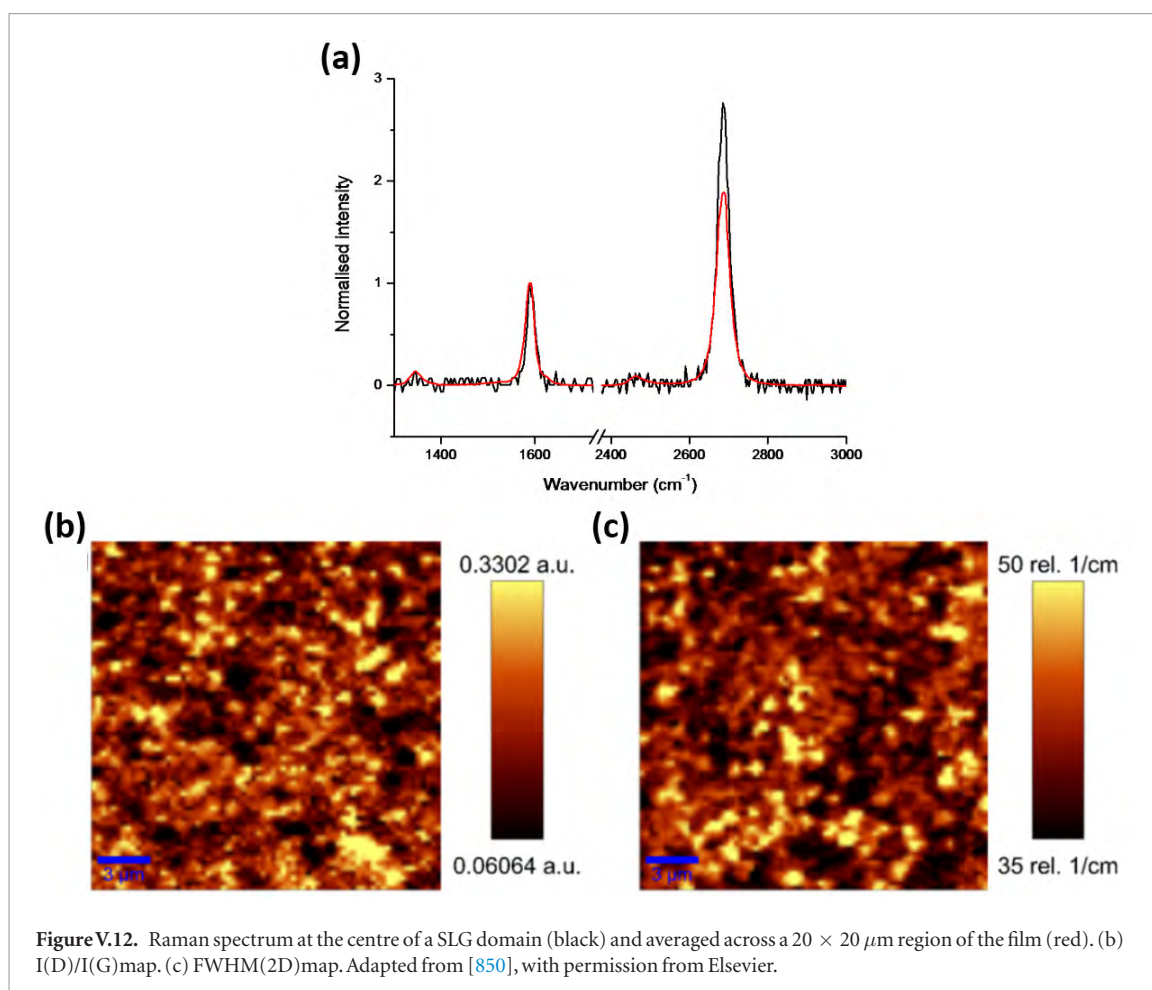 (a)
3
2
1
0
Normalised intensity
1400 1600 2400 2600 2800 3000
Wavenumber (cm⁻¹)
(b)
0.3302 a.u.
0.06064 a.u.
3 μm
(c)
50 rel. 1/cm
35 rel. 1/cm
3 μm
Figure V.12. Raman spectrum at the centre of a SLG domain (black) and averaged across a 20 × 20 μm region of the film (red). (b)
I(D)/I(G)map. (c) FWHM(2D)map. Adapted from [850], with permission from Elsevier.